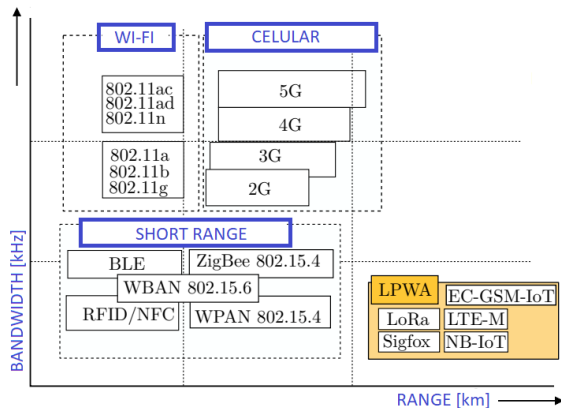 WI-FI
CELULAR
802.11ac
802.11ad
802.11n
5G
4G
802.11a
802.11b
802.11g
3G
2G
SHORT RANGE
BLE
ZigBee 802.15.4
WBAN 802.15.6
RFID/NFC
WPAN 802.15.4
LPWA
EC-GSM-IoT
LoRa
LTE-M
Sigfox
NB-IoT
BANDWIDTH [kHz]
RANGE [km]